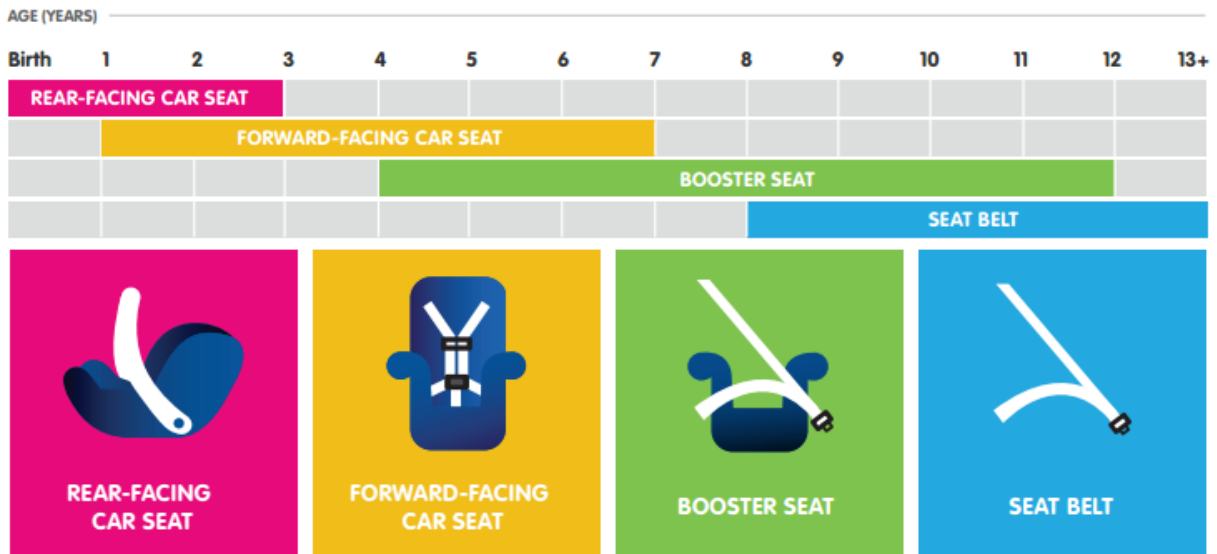 AGE (YEARS)
Birth 1 2 3 4 5 6 7 8 9 10 11 12 13+
REAR-FACING CAR SEAT
FORWARD-FACING CAR SEAT
BOOSTER SEAT
SEAT BELT
REAR-FACING
CAR SEAT
FORWARD-FACING
CAR SEAT
BOOSTER SEAT
SEAT BELT